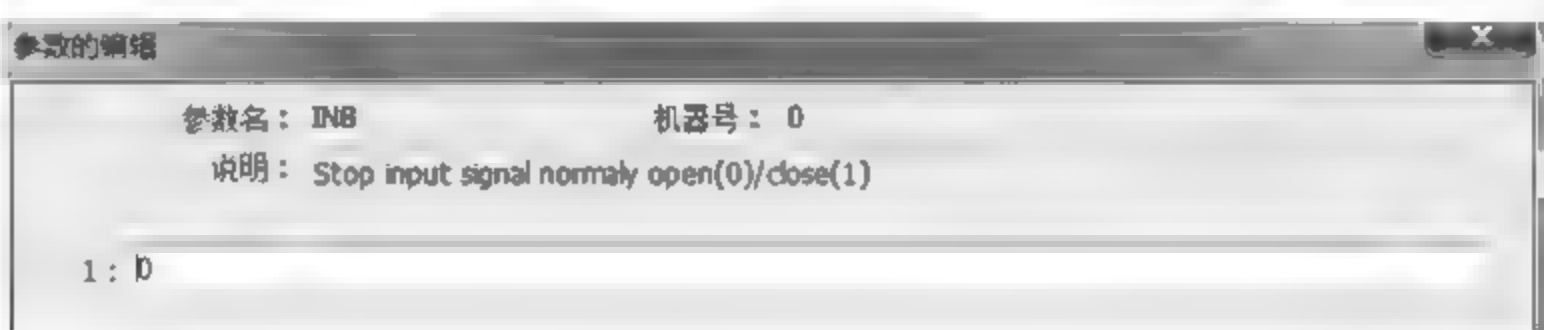 参数的编辑
参数名： INB 机器号： 0
说明： Stop input signal normaly open(0)/close(1)
1： 0